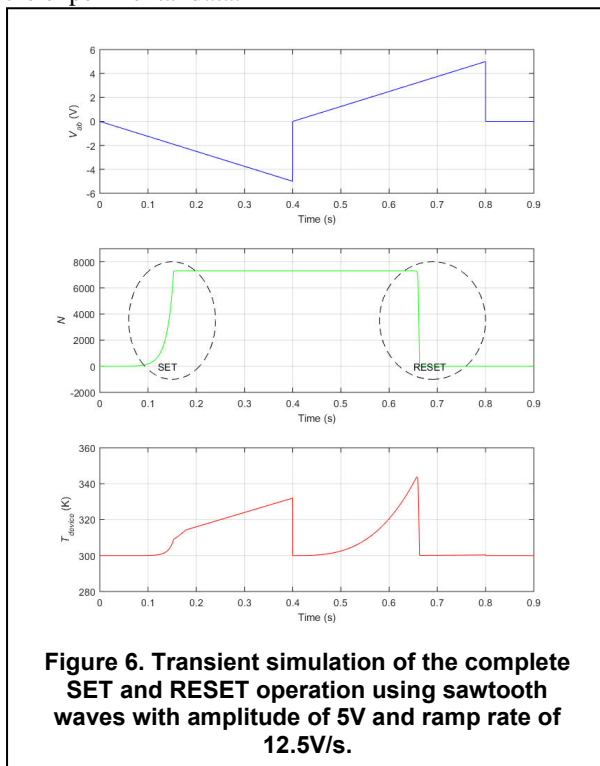 6
4
2
0
-2
-4
-6
V ab (V)
0 0.1 0.2 0.3 0.4 0.5 0.6 0.7 0.8 0.9
Time (s)
8000
6000
4000
2000
0
-2000
N
SET
RESET
0 0.1 0.2 0.3 0.4 0.5 0.6 0.7 0.8 0.9
Time (s)
360
340
320
300
280
T device (K)
0 0.1 0.2 0.3 0.4 0.5 0.6 0.7 0.8 0.9
Time (s)
Figure 6. Transient simulation of the complete
SET and RESET operation using sawtooth
waves with amplitude of 5V and ramp rate of
12.5V/s.